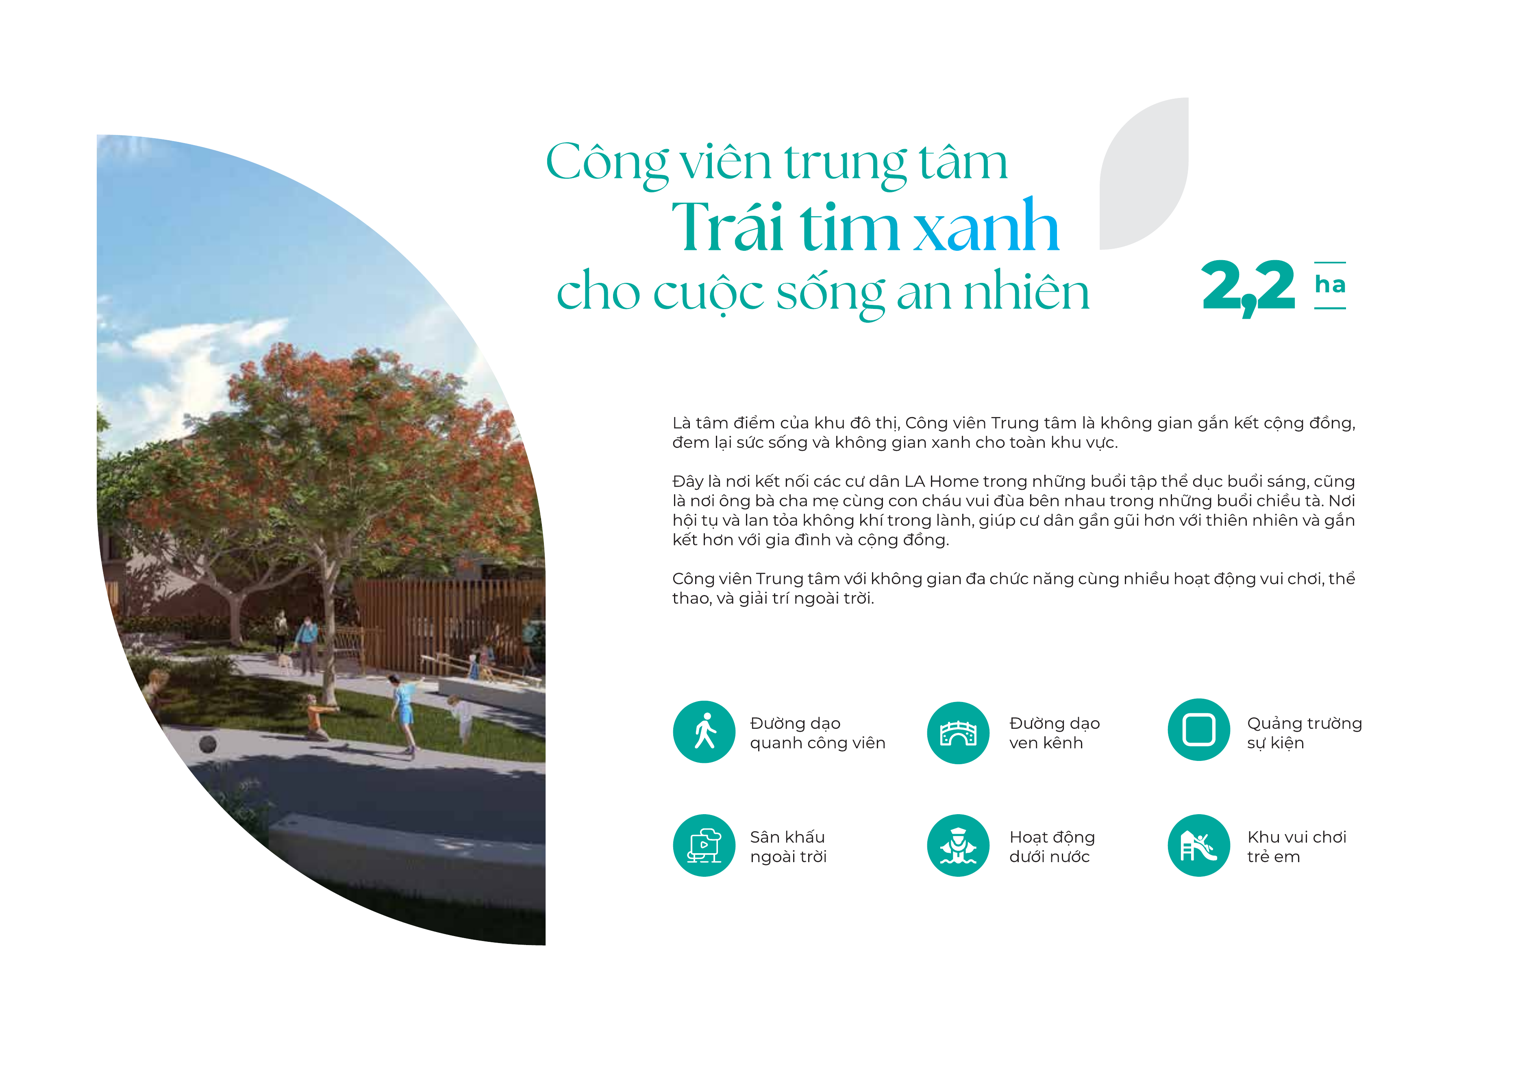 Công viên trung tâm
Trái tim xanh
cho cuộc sống an nhiên
2,2 ha
Là tâm điểm của khu đô thị, Công viên Trung tâm là không gian gắn kết cộng đồng,
đem lại sức sống và không gian xanh cho toàn khu vực.
Đây là nơi kết nối các cư dân LA Home trong những buổi tập thể dục buổi sáng, cũng
là nơi ông bà cha mẹ cùng con cháu vui đùa bên nhau trong những buổi chiều tà. Nơi
hội tụ và lan tỏa không khí trong lành, giúp cư dân gần gũi hơn với thiên nhiên và gắn
kết hơn với gia đình và cộng đồng.
Công viên Trung tâm với không gian đa chức năng cùng nhiều hoạt động vui chơi, thể
thao, và giải trí ngoài trời.
Đường dạo
quanh công viên
Đường dạo
ven kênh
Quảng trường
sự kiện
Sân khấu
ngoài trời
Hoạt động
dưới nước
Khu vui chơi
trẻ em